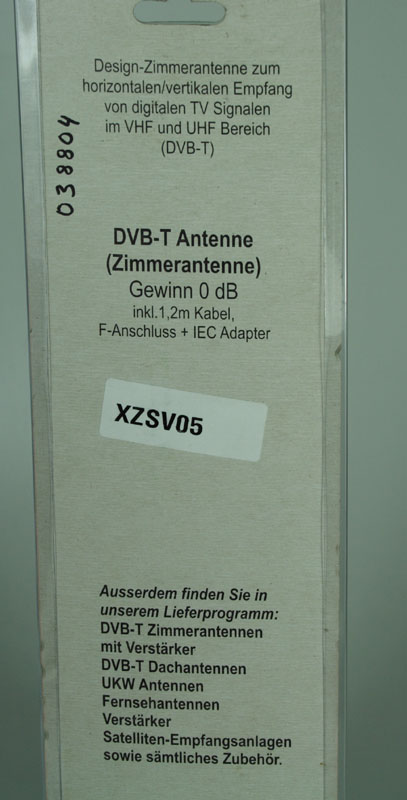 Design-Zimmerantenne zum
horizontalen/vertikalen Empfang
von digitalen TV Signalen
im VHF und UHF Bereich
(DVB-T)
038804
DVB-T Antenne
(Zimmerantenne)
Gewinn 0 dB
inkl.1,2m Kabel,
F-Anschluss + IEC Adapter
XZSV05
Ausserdem finden Sie in
unserem Lieferprogramm:
DVB-T Zimmerantennen
mit Verstärker
DVB-T Dachantennen
UKW Antennen
Fernsehantennen
Verstärker
Satelliten-Empfangsanlagen
sowie sämtliches Zubehör.